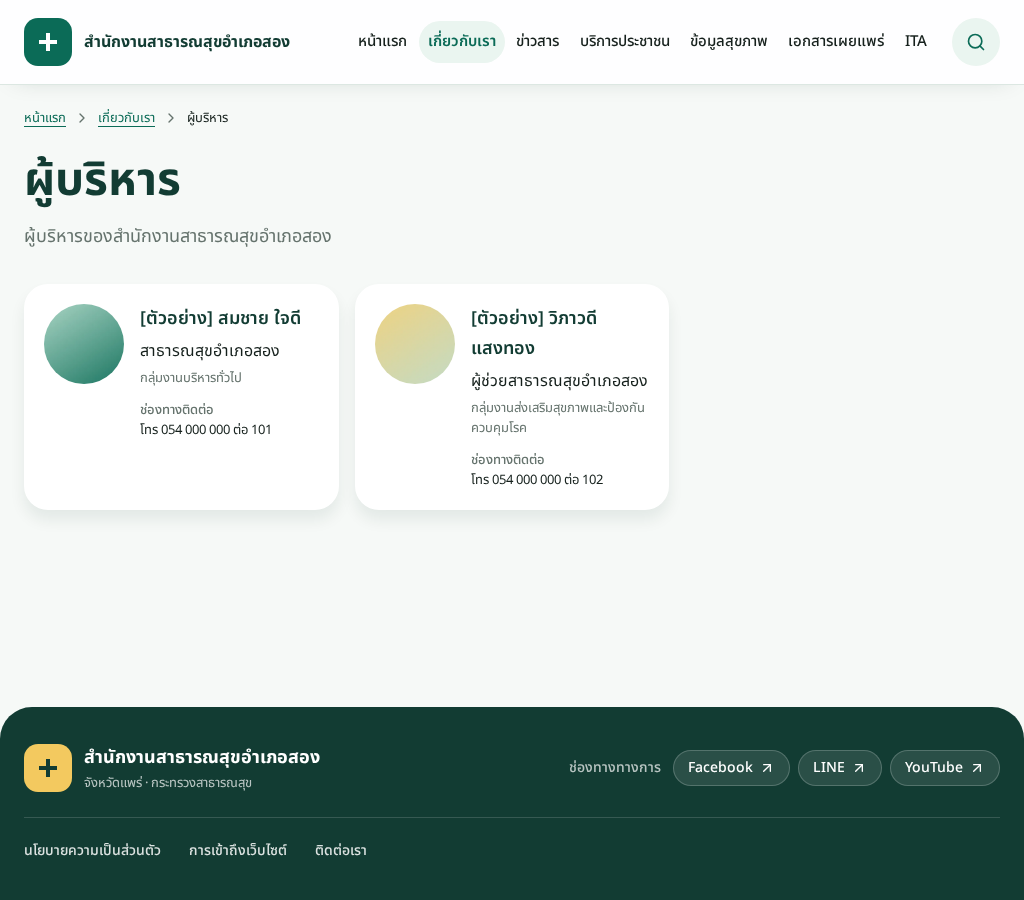 สำนักงานสาธารณสุขอำเภอสอง
หน้าแรก เกี่ยวกับเรา ข่าวสาร บริการประชาชน ข้อมูลสุขภาพ เอกสารเผยแพร่ ITA
หน้าแรก เกี่ยวกับเรา ผู้บริหาร
ผู้บริหาร
ผู้บริหารของสำนักงานสาธารณสุขอำเภอสอง
[ตัวอย่าง] สมชาย ใจดี
สาธารณสุขอำเภอสอง
กลุ่มงานบริหารทั่วไป
ช่องทางติดต่อ
โทร 054 000 000 ต่อ 101
[ตัวอย่าง] วิภาวดี
แสงทอง
ผู้ช่วยสาธารณสุขอำเภอสอง
กลุ่มงานส่งเสริมสุขภาพและป้องกัน
ควบคุมโรค
ช่องทางติดต่อ
โทร 054 000 000 ต่อ 102
สำนักงานสาธารณสุขอำเภอสอง
จังหวัดแพร่ · กระทรวงสาธารณสุข
ช่องทางทางการ Facebook LINE YouTube
นโยบายความเป็นส่วนตัว การเข้าถึงเว็บไซต์ ติดต่อเรา